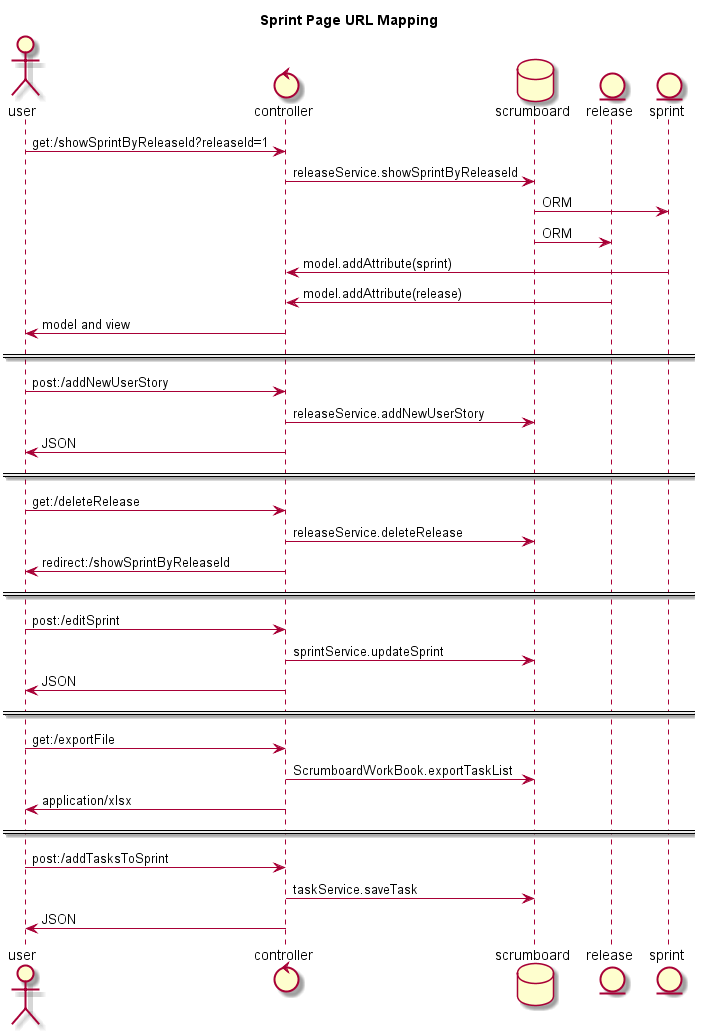 Sprint Page URL Mapping
user
controller
scrumboard
release
sprint
get:/showSprintByReleaseId?releaseId=1
releaseService.showSprintByReleaseId
ORM
ORM
model.addAttribute(sprint)
model.addAttribute(release)
model and view
post:/addNewUserStory
releaseService.addNewUserStory
JSON
get:/deleteRelease
releaseService.deleteRelease
redirect:/showSprintByReleaseId
post:/editSprint
sprintService.updateSprint
JSON
get:/exportFile
ScrumboardWorkBook.exportTaskList
application/xlsx
post:/addTasksToSprint
taskService.saveTask
JSON
user
controller
scrumboard
release
sprint